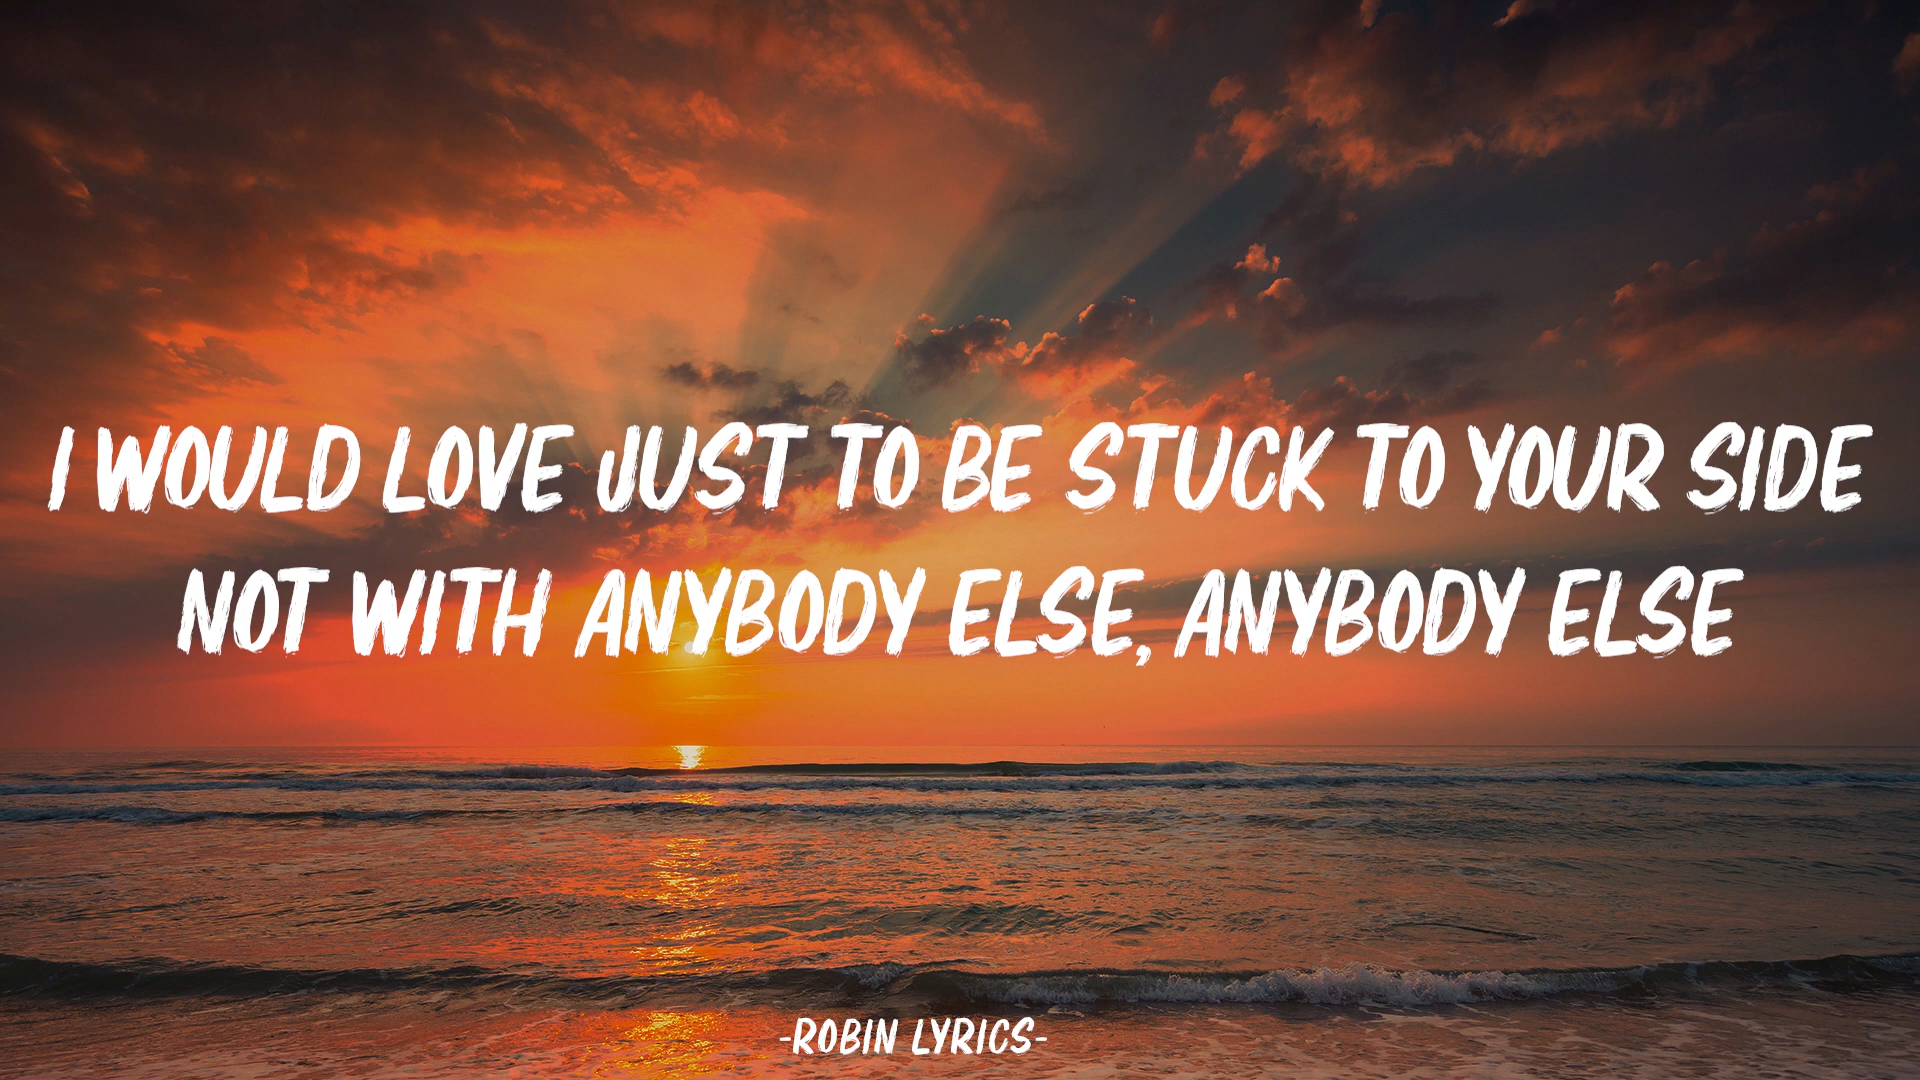 I WOULD LOVE JUST TO BE STUCK TO YOUR SIDE
NOT WITH ANYBODY ELSE, ANYBODY ELSE
-ROBIN LYRICS-